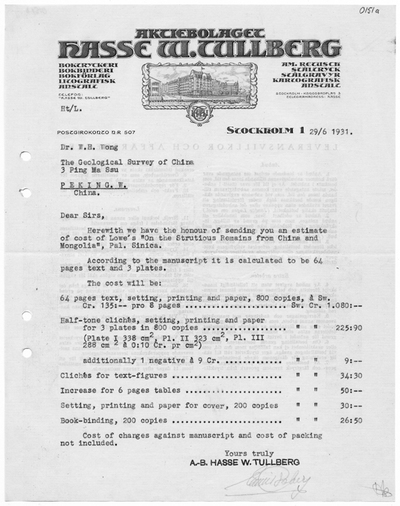 0151a
AKTIEBOLAGET
HASSE W. TULLBERG
BOKTRYCKERI
BOKBINDERI
BOKFÖRLAG
LITOGRAFISK
ANSTALT
AM. RETUSCH
STÅLTRYCK
STÅLGRAVYR
KARTOGRAFISK
ANSTALT
TELEFON:
"HASSE W. TULLBERG"
Et/L.
POSTGIROKONTO GR 507
STOCKHOLM 1 29/6 1931.
Dr. W.H. Wong
The Geological Survey of China
3 Ping Ma Ssu
PEKING.W.
China.
Dear Sirs,
Herewith we have the honour of sending you an estimate
of cost of Lowe's "On the Strutious Remains from China and
Mongolia", Pal. Sinica.
According to the manuscript it is calculated to be 64
pages text and 3 plates.
The cost will be:
64 pages text, setting, printing and paper, 800 copies, à Sw.
Cr. 135:-- pro 8 pages ................... Sw. Cr. 1.080:--
Half-tone clichès, setting, printing and paper
for 3 plates in 800 copies .................. " " 225:90
(Plate I 338 cm², Pl. II 323 cm², Pl. III
288 cm² à 0:10 Cr. pr cm²)
additionally 1 negative à 9 Cr. ............. " " 9:--
Clichès for text-figures ........................ " " 34:30
Increase for 6 pages tables ..................... " " 50:--
Setting, printing and paper for cover, 200 copies " " 30:--
Book-binding, 200 copies ........................ " " 26:50
Cost of charges against manuscript and cost of packing
not included.
Yours truly
A.-B. HASSE W. TULLBERG